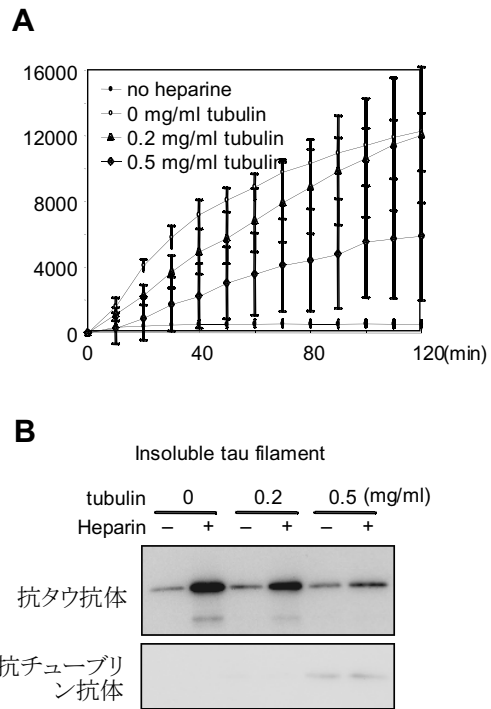 A
16000
12000
8000
4000
0
no heparine
0 mg/ml tubulin
0.2 mg/ml tubulin
0.5 mg/ml tubulin
0 40 80 120(min)
B
Insoluble tau filament
tubulin 0 0.2 0.5 (mg/ml)
Heparin – + – + – +
抗タウ抗体
抗チューブリ
ン抗体